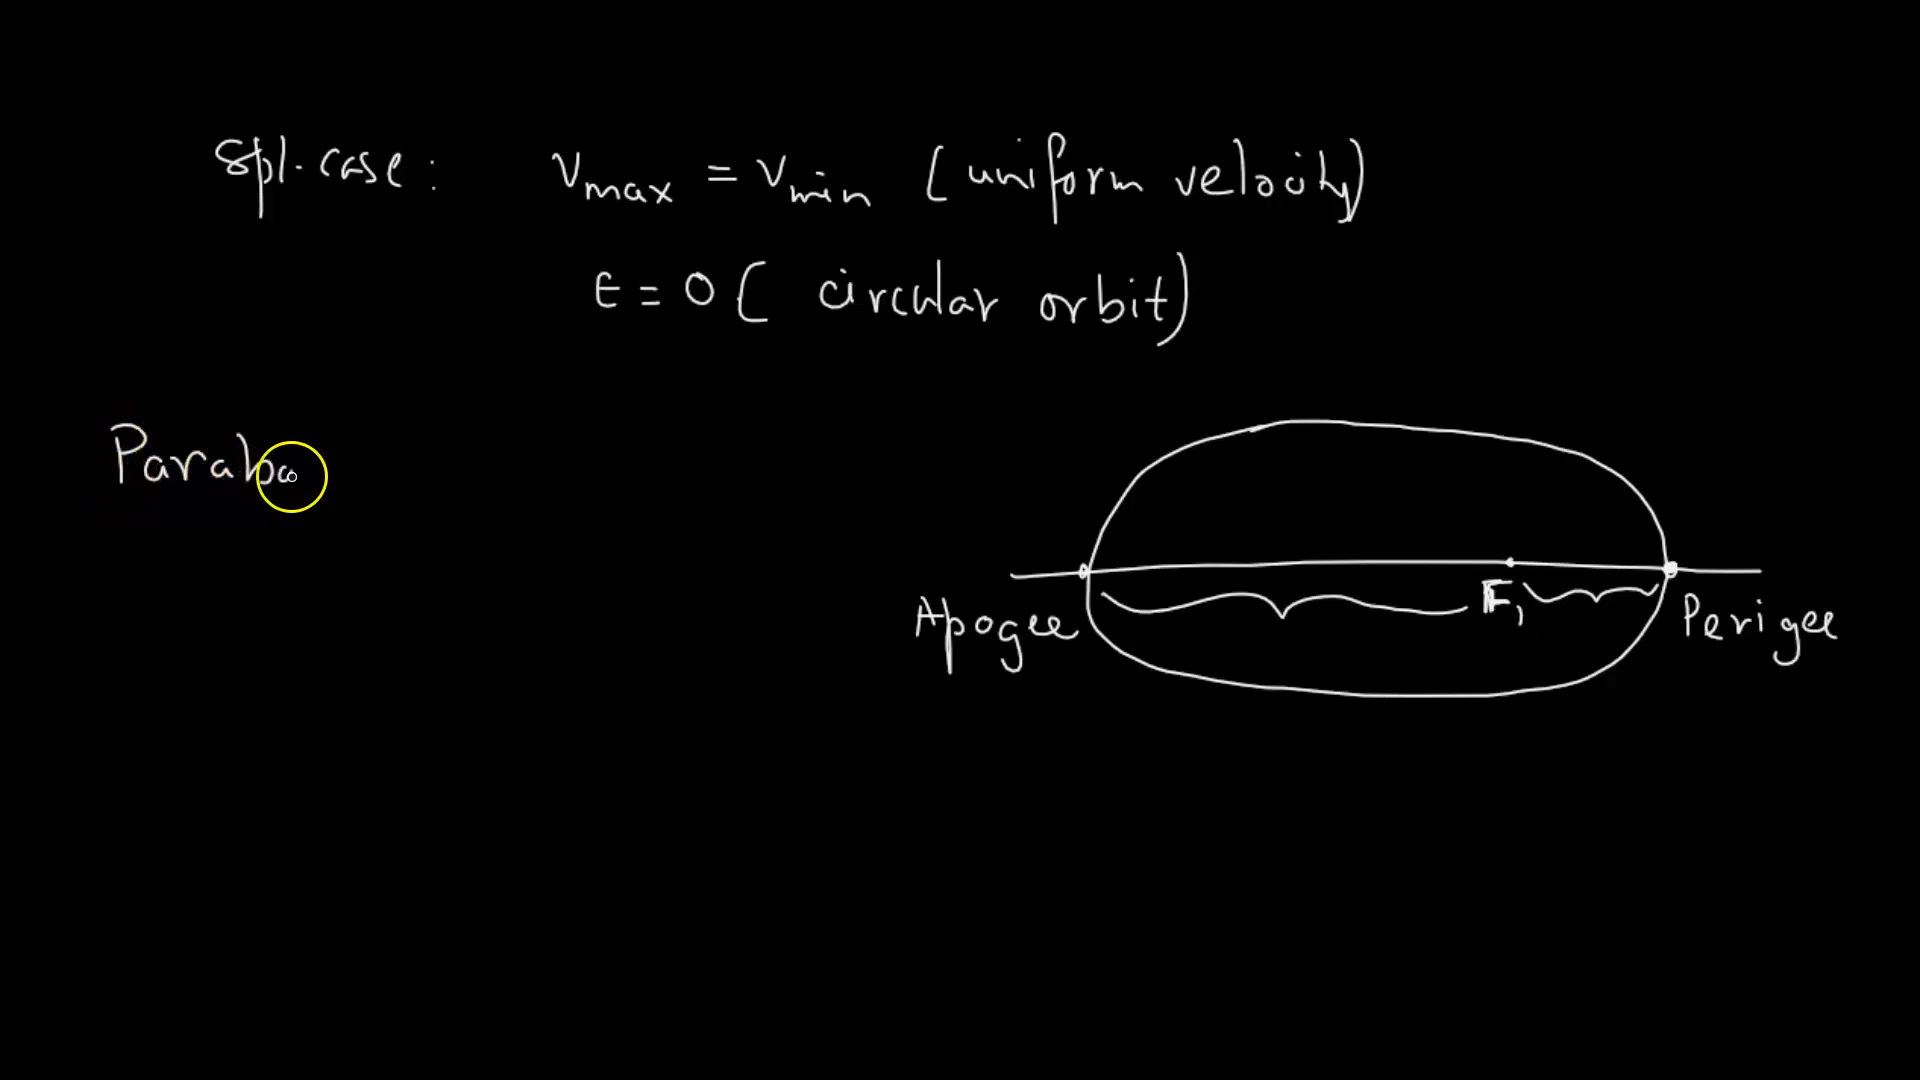 Spl. case : Vmax = Vmin (uniform velocity)
ϵ = 0 ( circular orbit)
Parabo
F1
Apogee
Perigee